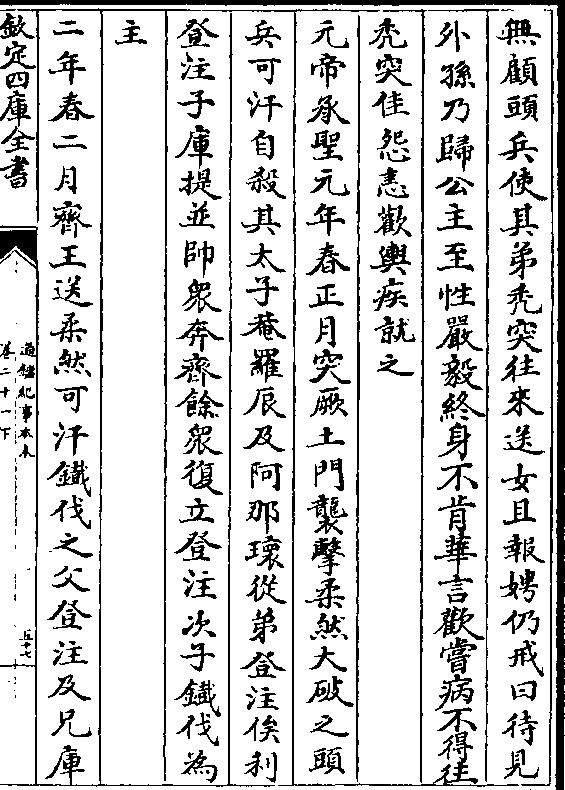 無顧頭兵使其弟秃突往來送女且報娉仍戒曰待見
外孫乃歸公主至性嚴毅終身不肯華言歡嘗病不得往
秃突佳怨恚歡輿疾就之
元帝承聖元年春正月突厥土門襲擊柔然大破之頭
兵可汗自殺其太子菴羅辰及阿那瓌從弟登注俟利
登注子庫提並帥衆奔齊餘衆復立登注次子鐡伐為
主
二年春二月齊王送柔然可汗鐡伐之父登注及兄庫
欽定四庫全書
通鑑紀事本末
卷二十一下
五十七